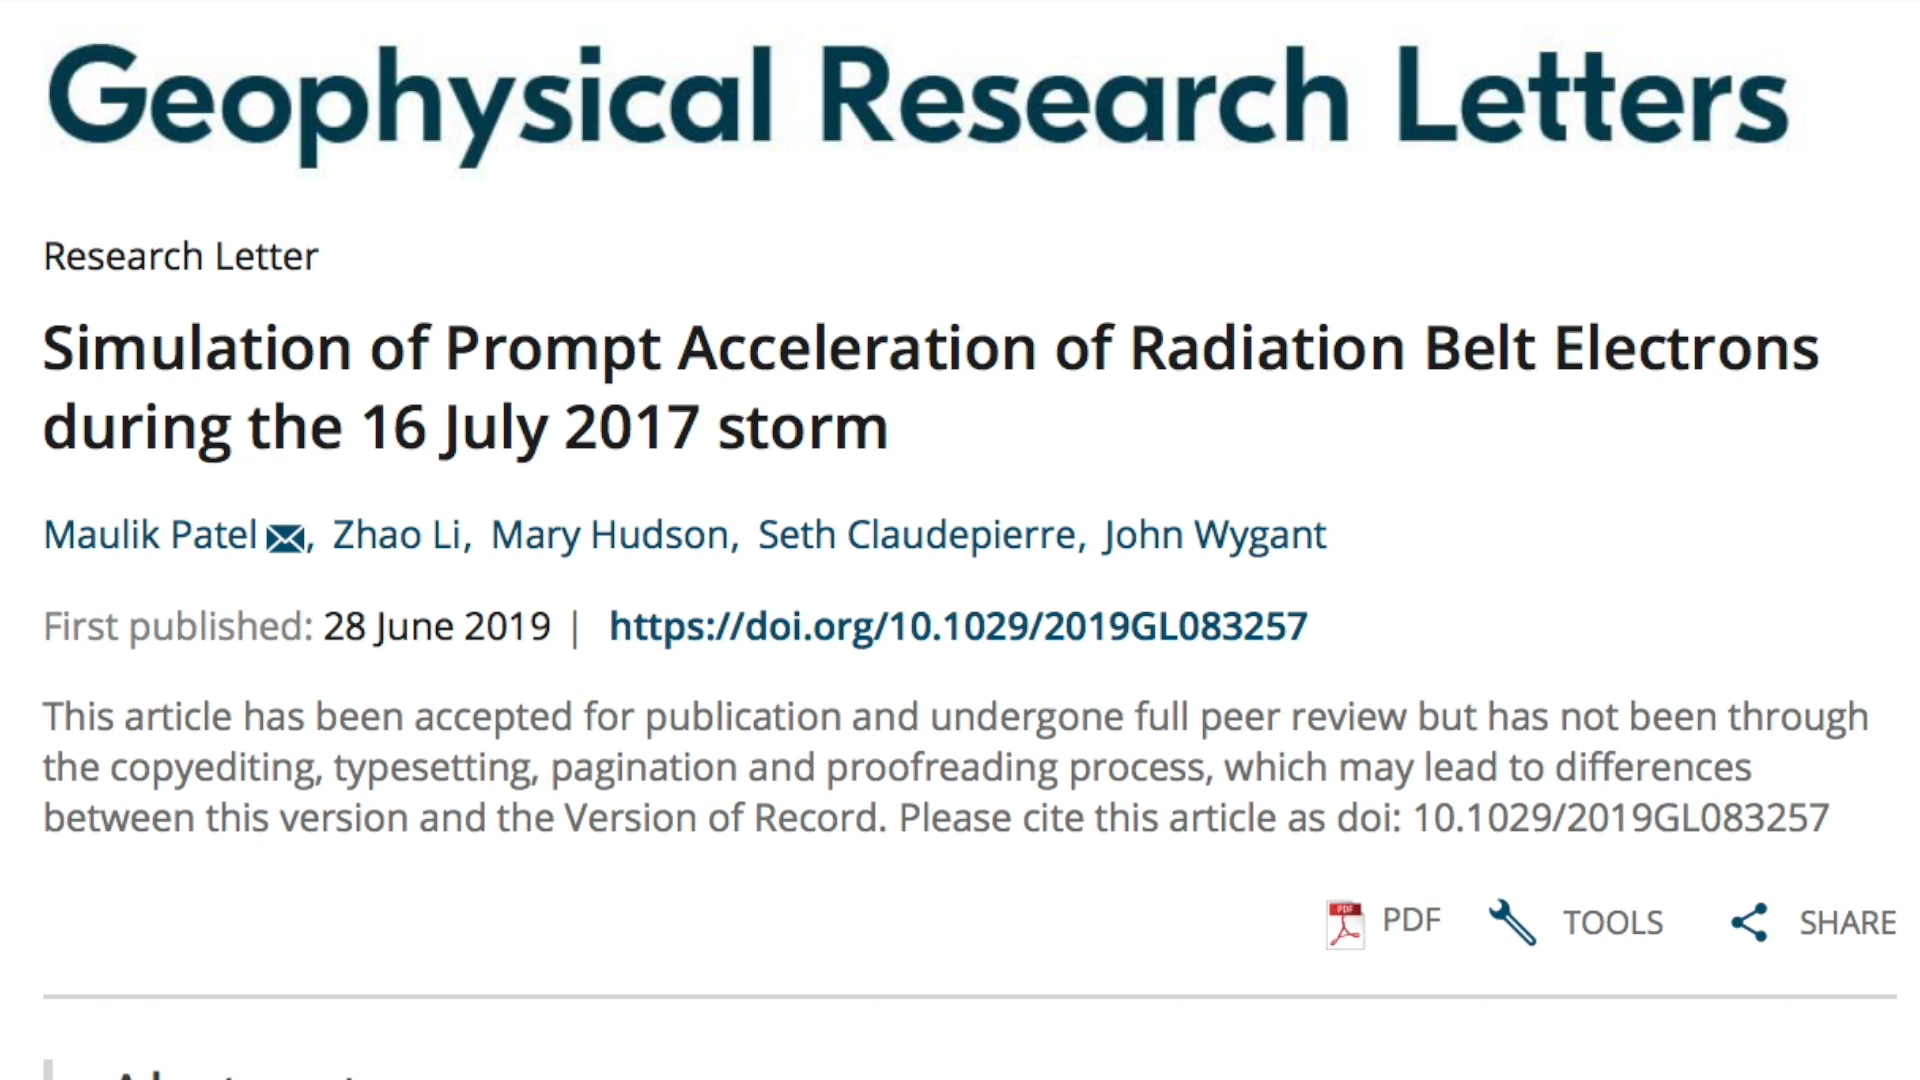 Geophysical Research Letters
Research Letter
Simulation of Prompt Acceleration of Radiation Belt Electrons
during the 16 July 2017 storm
Maulik Patel, Zhao Li, Mary Hudson, Seth Claudepierre, John Wygant
First published: 28 June 2019 | https://doi.org/10.1029/2019GL083257
This article has been accepted for publication and undergone full peer review but has not been through
the copyediting, typesetting, pagination and proofreading process, which may lead to differences
between this version and the Version of Record. Please cite this article as doi: 10.1029/2019GL083257
PDF PDF TOOLS SHARE